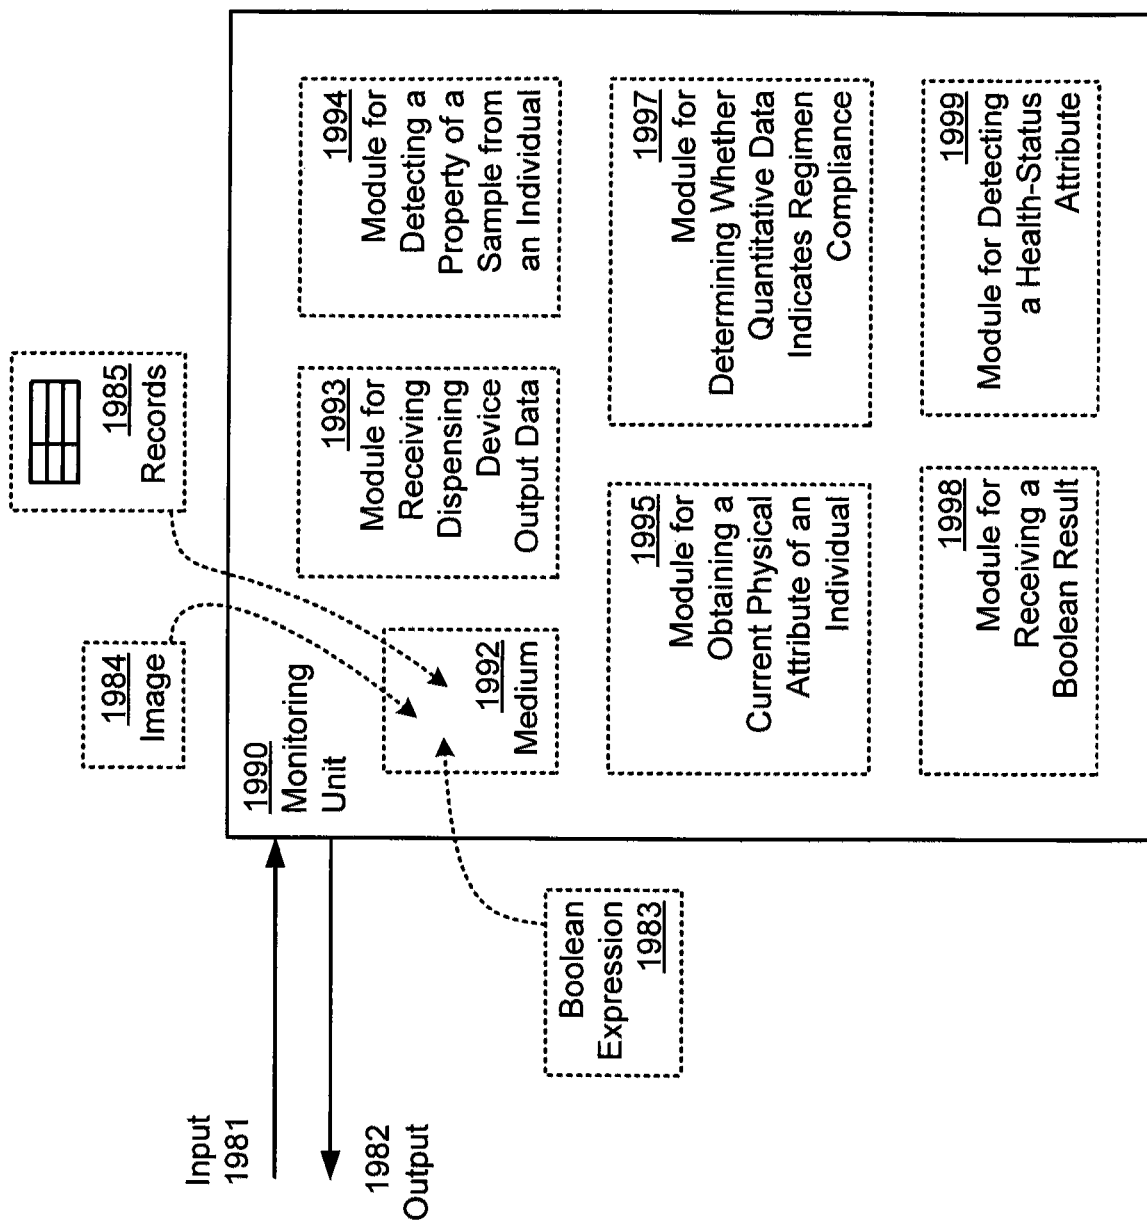 Input
1981
1982
Output
Boolean
Expression
1983
1984
Image
1985
Records
1990
Monitoring
Unit
1992
Medium
1993
Module for
Receiving
Dispensing
Device
Output Data
1994
Module for
Detecting a
Property of a
Sample from
an Individual
1995
Module for
Obtaining a
Current Physical
Attribute of an
Individual
1997
Module for
Determining Whether
Quantitative Data
Indicates Regimen
Compliance
1998
Module for
Receiving a
Boolean Result
1999
Module for Detecting
a Health-Status
Attribute